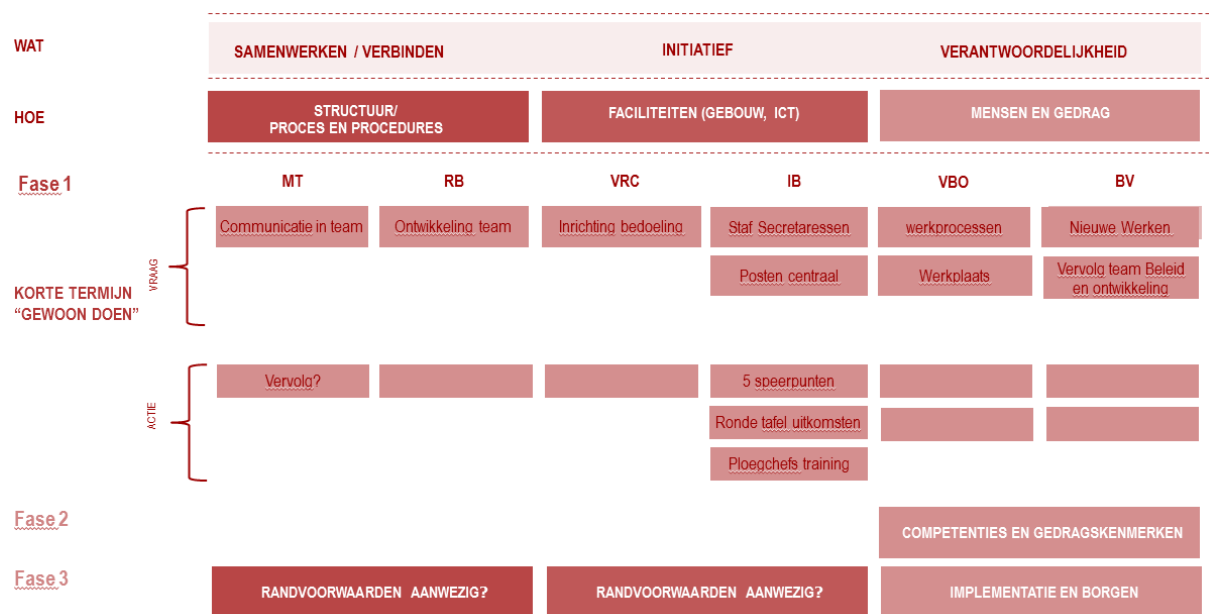 WAT
SAMENWERKEN / VERBINDEN
INITIATIEF
VERANTWOORDELIJKHEID
HOE
STRUCTUUR/
PROCES EN PROCEDURES
FACILITEITEN (GEBOUW, ICT)
MENSEN EN GEDRAG
Fase 1
MT
RB
VRC
IB
VBO
BV
KORTE TERMIJN
"GEWOON DOEN"
VRAAG
Communicatie in team
Ontwikkeling team
Inrichting bedoeling
Staf Secretaressen
werkprocessen
Nieuwe Werken
Posten centraal
Werkplaats
Vervolg team Beleid
en ontwikkeling
ACTIE
Vervolg?
5 speerpunten
Ronde tafel uitkomsten
Ploegchefs training
Fase 2
COMPETENTIES EN GEDRAGSKENMERKEN
Fase 3
RANDVOORWAARDEN AANWEZIG?
RANDVOORWAARDEN AANWEZIG?
IMPLEMENTATIE EN BORGEN